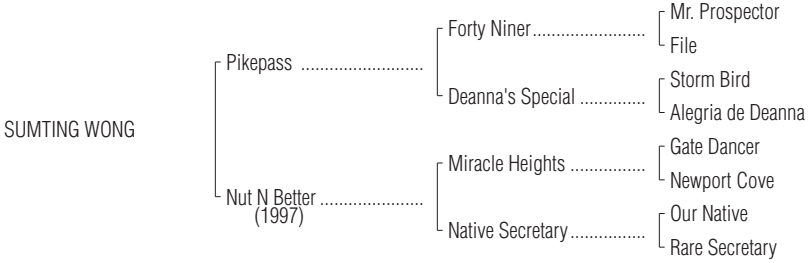 Mr. Prospector
Forty Niner
File
Pikepass
Storm Bird
Deanna's Special
Alegria de Deanna
SUMTING WONG
Gate Dancer
Miracle Heights
Newport Cove
Nut N Better
(1997)
Our Native
Native Secretary
Rare Secretary